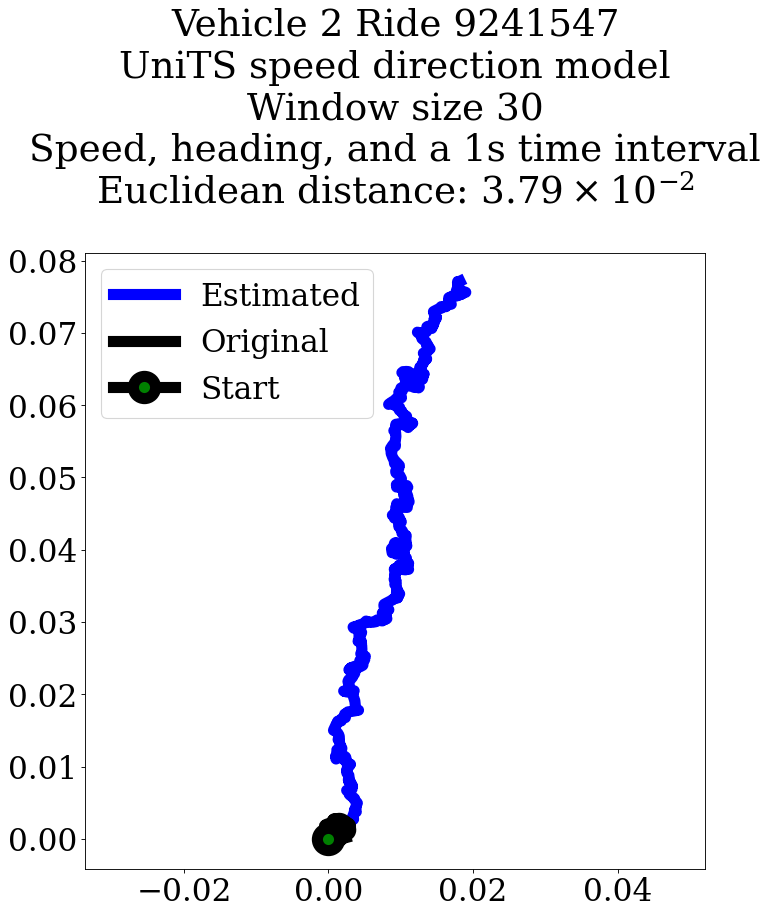 Vehicle 2 Ride 9241547
UniTS speed direction model
Window size 30
Speed, heading, and a 1s time interval
Euclidean distance: 3.79 × 10⁻²
0.08
Estimated
0.07
Original
Start
0.06
0.05
0.04
0.03
0.02
0.01
0.00
−0.02 0.00 0.02 0.04